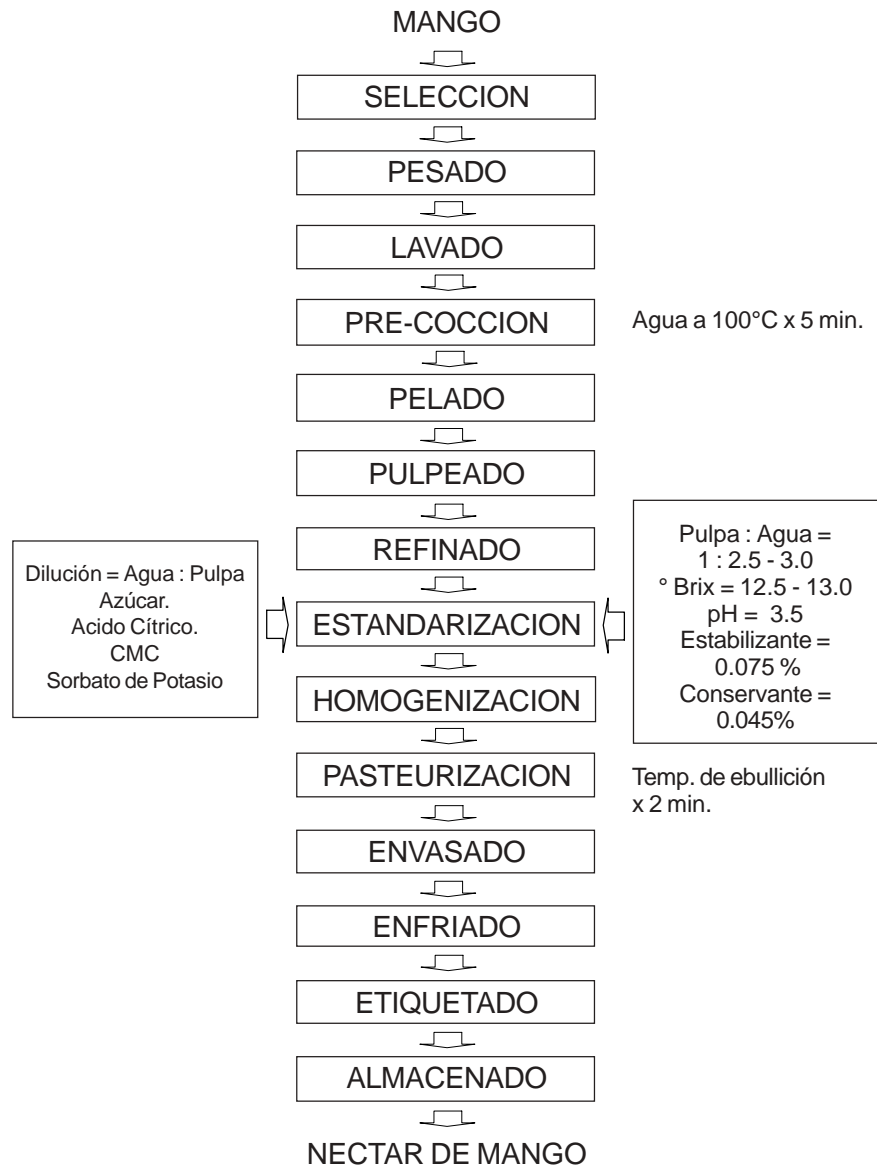 MANGO
SELECCION
PESADO
LAVADO
PRE-COCCION
Agua a 100°C x 5 min.
PELADO
PULPEADO
REFINADO
Dilución = Agua : Pulpa
Azúcar.
Acido Cítrico.
CMC
Sorbato de Potasio
ESTANDARIZACION
Pulpa : Agua =
1 : 2.5 - 3.0
° Brix = 12.5 - 13.0
pH = 3.5
Estabilizante =
0.075 %
Conservante =
0.045%
HOMOGENIZACION
PASTEURIZACION
Temp. de ebullición
x 2 min.
ENVASADO
ENFRIADO
ETIQUETADO
ALMACENADO
NECTAR DE MANGO